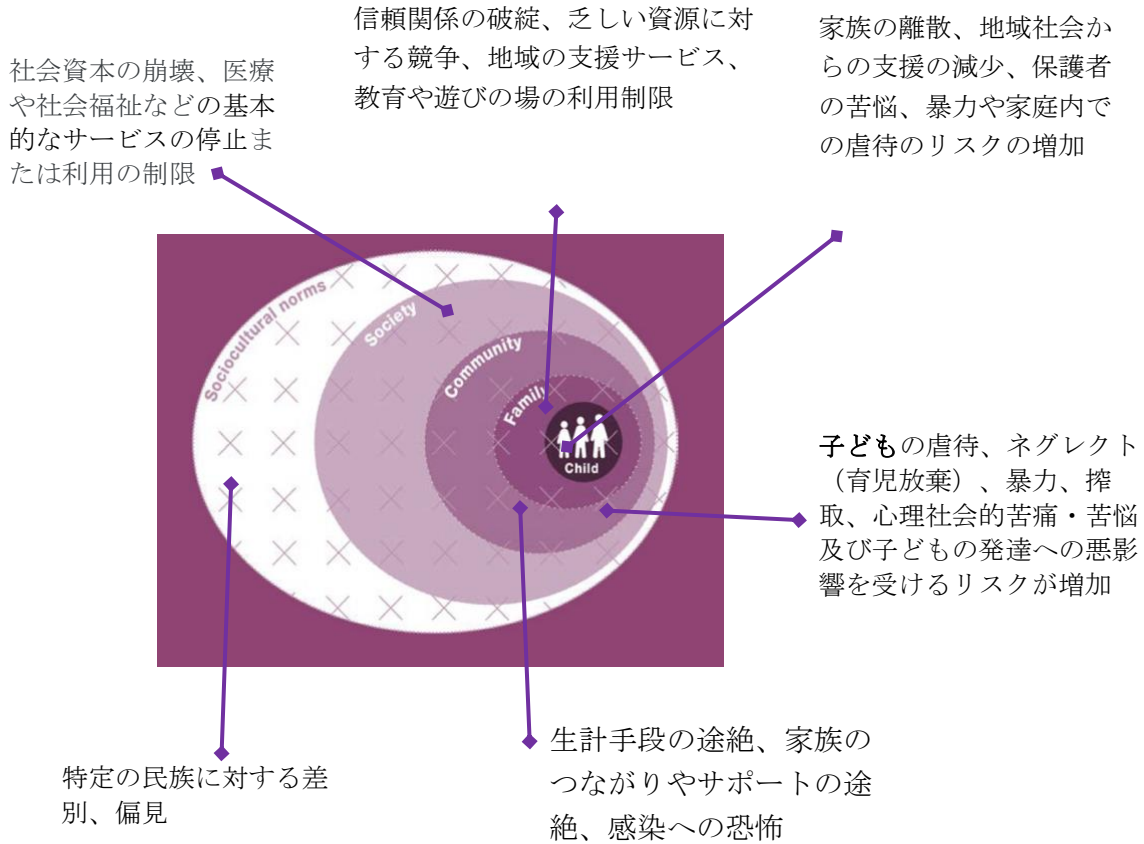 信頼関係の破綻、乏しい資源に対
する競争、地域の支援サービス、
教育や遊びの場の利用制限
家族の離散、地域社会か
らの支援の減少、保護者
の苦悩、暴力や家庭内で
の虐待のリスクの増加
社会資本の崩壊、医療
や社会福祉などの基本
的なサービスの停止ま
たは利用の制限
Sociocultural norms
Society
Community
Family
Child
子どもの虐待、ネグレクト
（育児放棄）、暴力、搾
取、心理社会的苦痛・苦悩
及び子どもの発達への悪影
響を受けるリスクが増加
特定の民族に対する差
別、偏見
生計手段の途絶、家族の
つながりやサポートの途
絶、感染への恐怖